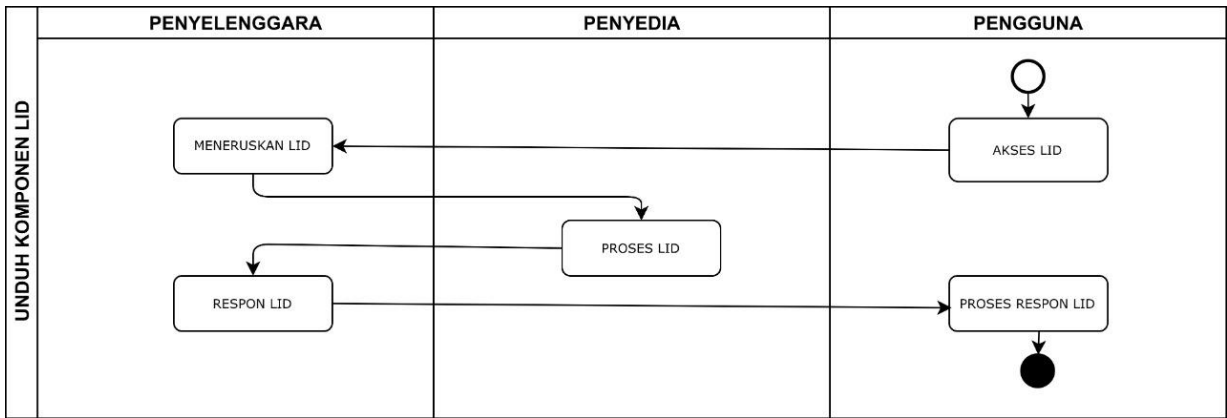 PENYELENGGARA
PENYEDIA
PENGGUNA
UNDUH KOMPONEN LID
MENERUSKAN LID
AKSES LID
PROSES LID
RESPON LID
PROSES RESPON LID